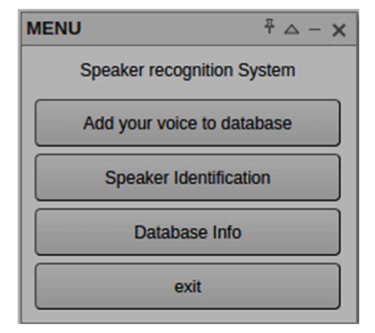 MENU
Speaker recognition System
Add your voice to database
Speaker Identification
Database Info
exit